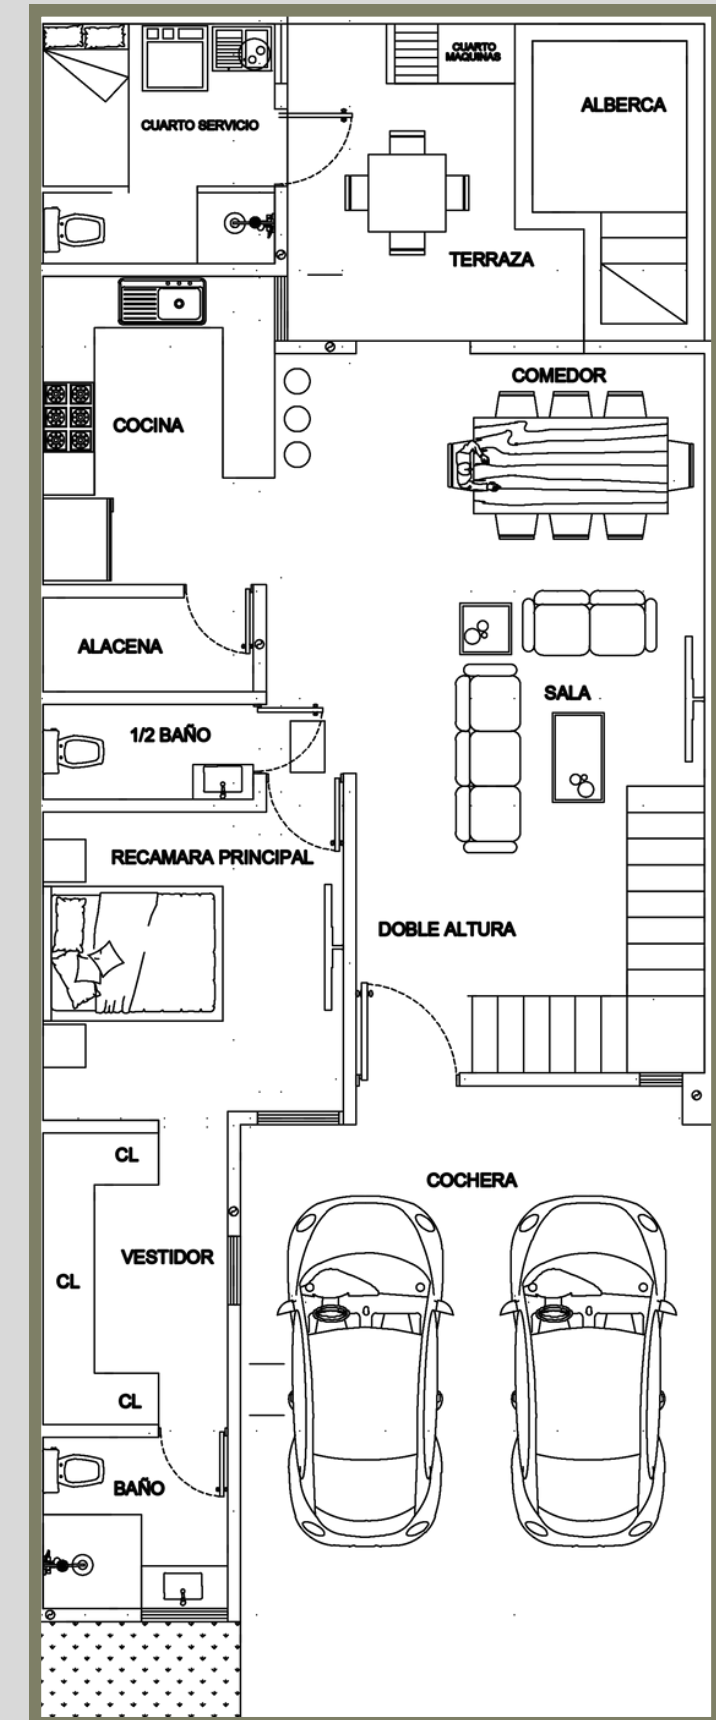 CUARTO
MAQUINAS
ALBERCA
CUARTO SERVICIO
TERRAZA
COMEDOR
COCINA
ALACENA
SALA
1/2 BAÑO
RECAMARA PRINCIPAL
DOBLE ALTURA
CL
COCHERA
VESTIDOR
CL
CL
BAÑO